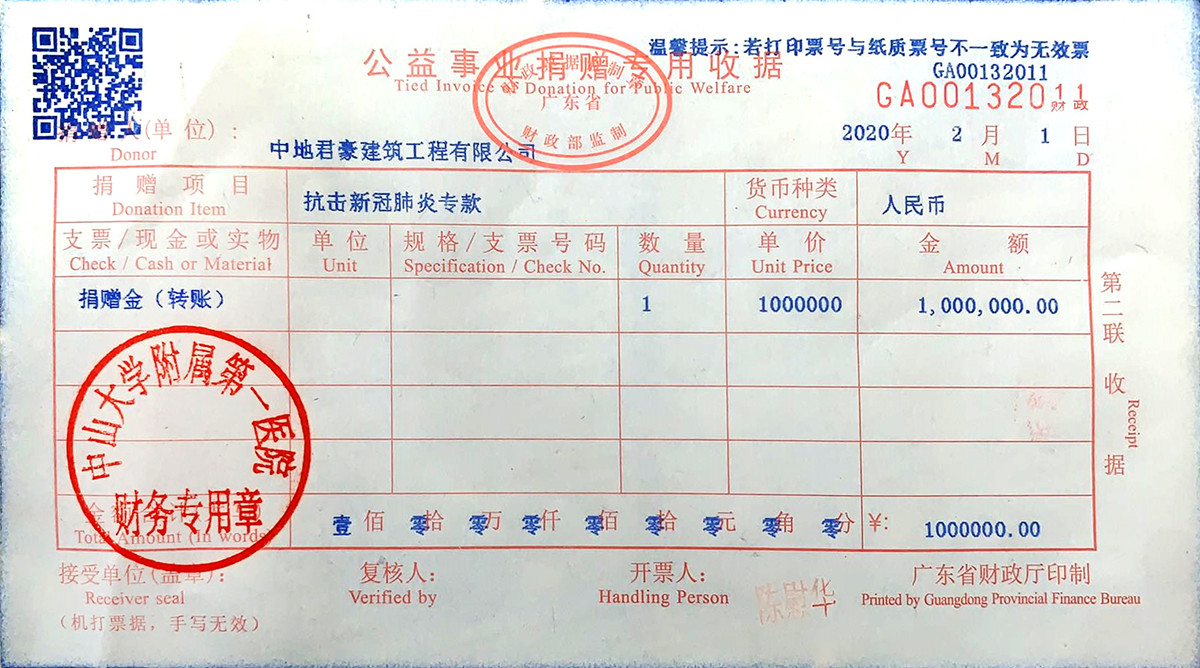 温馨提示:若打印票号与纸质票号不一致为无效票
公益事业捐赠专用收据
GA00132011
Tied Invoice Donation for Public Welfare
GA00132011
财政
广东省
财政部监制
(单位):
Donor
中地君豪建筑工程有限公司
2020年 2 月 1 日
Y M D
捐赠项目
Donation Item
抗击新冠肺炎专款
货币种类
Currency
人民币
支票/现金或实物
Check / Cash or Material
单位
Unit
规格/支票号码
Specification / Check No.
数量
Quantity
单价
Unit Price
金额
Amount
捐赠金(转账)
1
1000000
1,000,000.00
第二联 收据
Receipt
中山大学附属第一医院
财务专用章
Total Amount (In words)
壹佰零拾零万零仟零佰零拾零元零角零分
¥: 1000000.00
接受单位(盖章):
Receiver seal
(机打票据,手写无效)
复核人:
Verified by
开票人:
Handling Person
陈尉华
广东省财政厅印制
Printed by Guangdong Provincial Finance Bureau